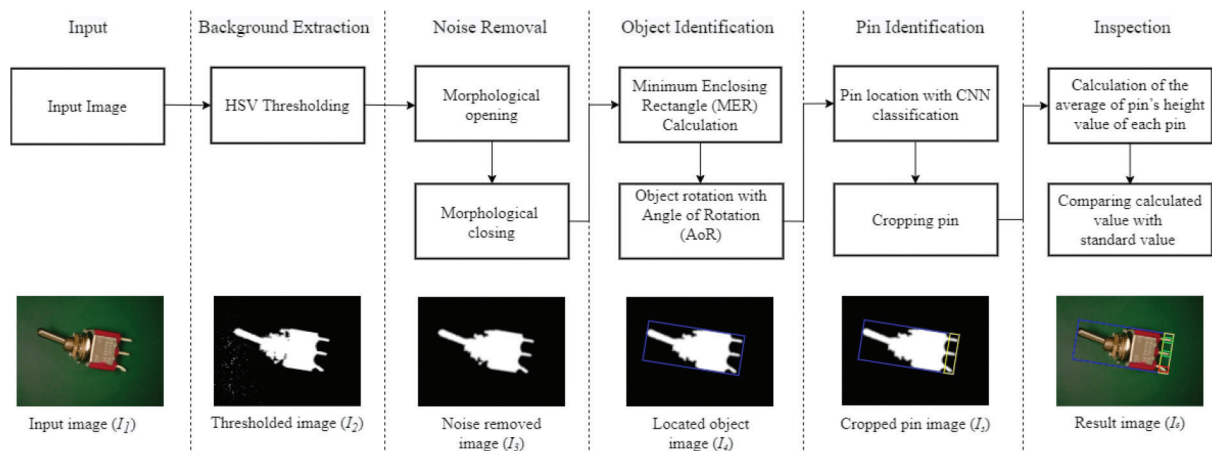 Input
Background Extraction
Noise Removal
Object Identification
Pin Identification
Inspection
Input Image
HSV Thresholding
Morphological
opening
Morphological
closing
Minimum Enclosing
Rectangle (MER)
Calculation
Object rotation with
Angle of Rotation
(AoR)
Pin location with CNN
classification
Cropping pin
Calculation of the
average of pin's height
value of each pin
Comparing calculated
value with
standard value
Input image (I1)
Thresholded image (I2)
Noise removed
image (I3)
Located object
image (I4)
Cropped pin image (I5)
Result image (I6)